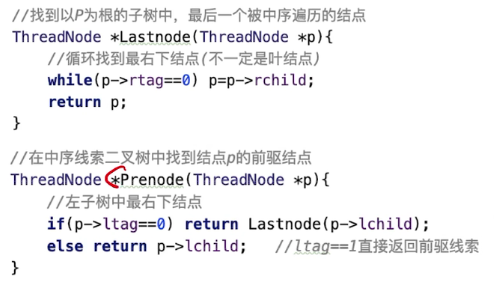 //找到以P为根的子树中，最后一个被中序遍历的结点
ThreadNode *Lastnode(ThreadNode *p){
//循环找到最右下结点(不一定是叶结点)
while(p->rtag==0) p=p->rchild;
return p;
}
//在中序线索二叉树中找到结点p的前驱结点
ThreadNode *Prenode(ThreadNode *p){
//左子树中最右下结点
if(p->ltag==0) return Lastnode(p->lchild);
else return p->lchild; //ltag==1直接返回前驱线索
}